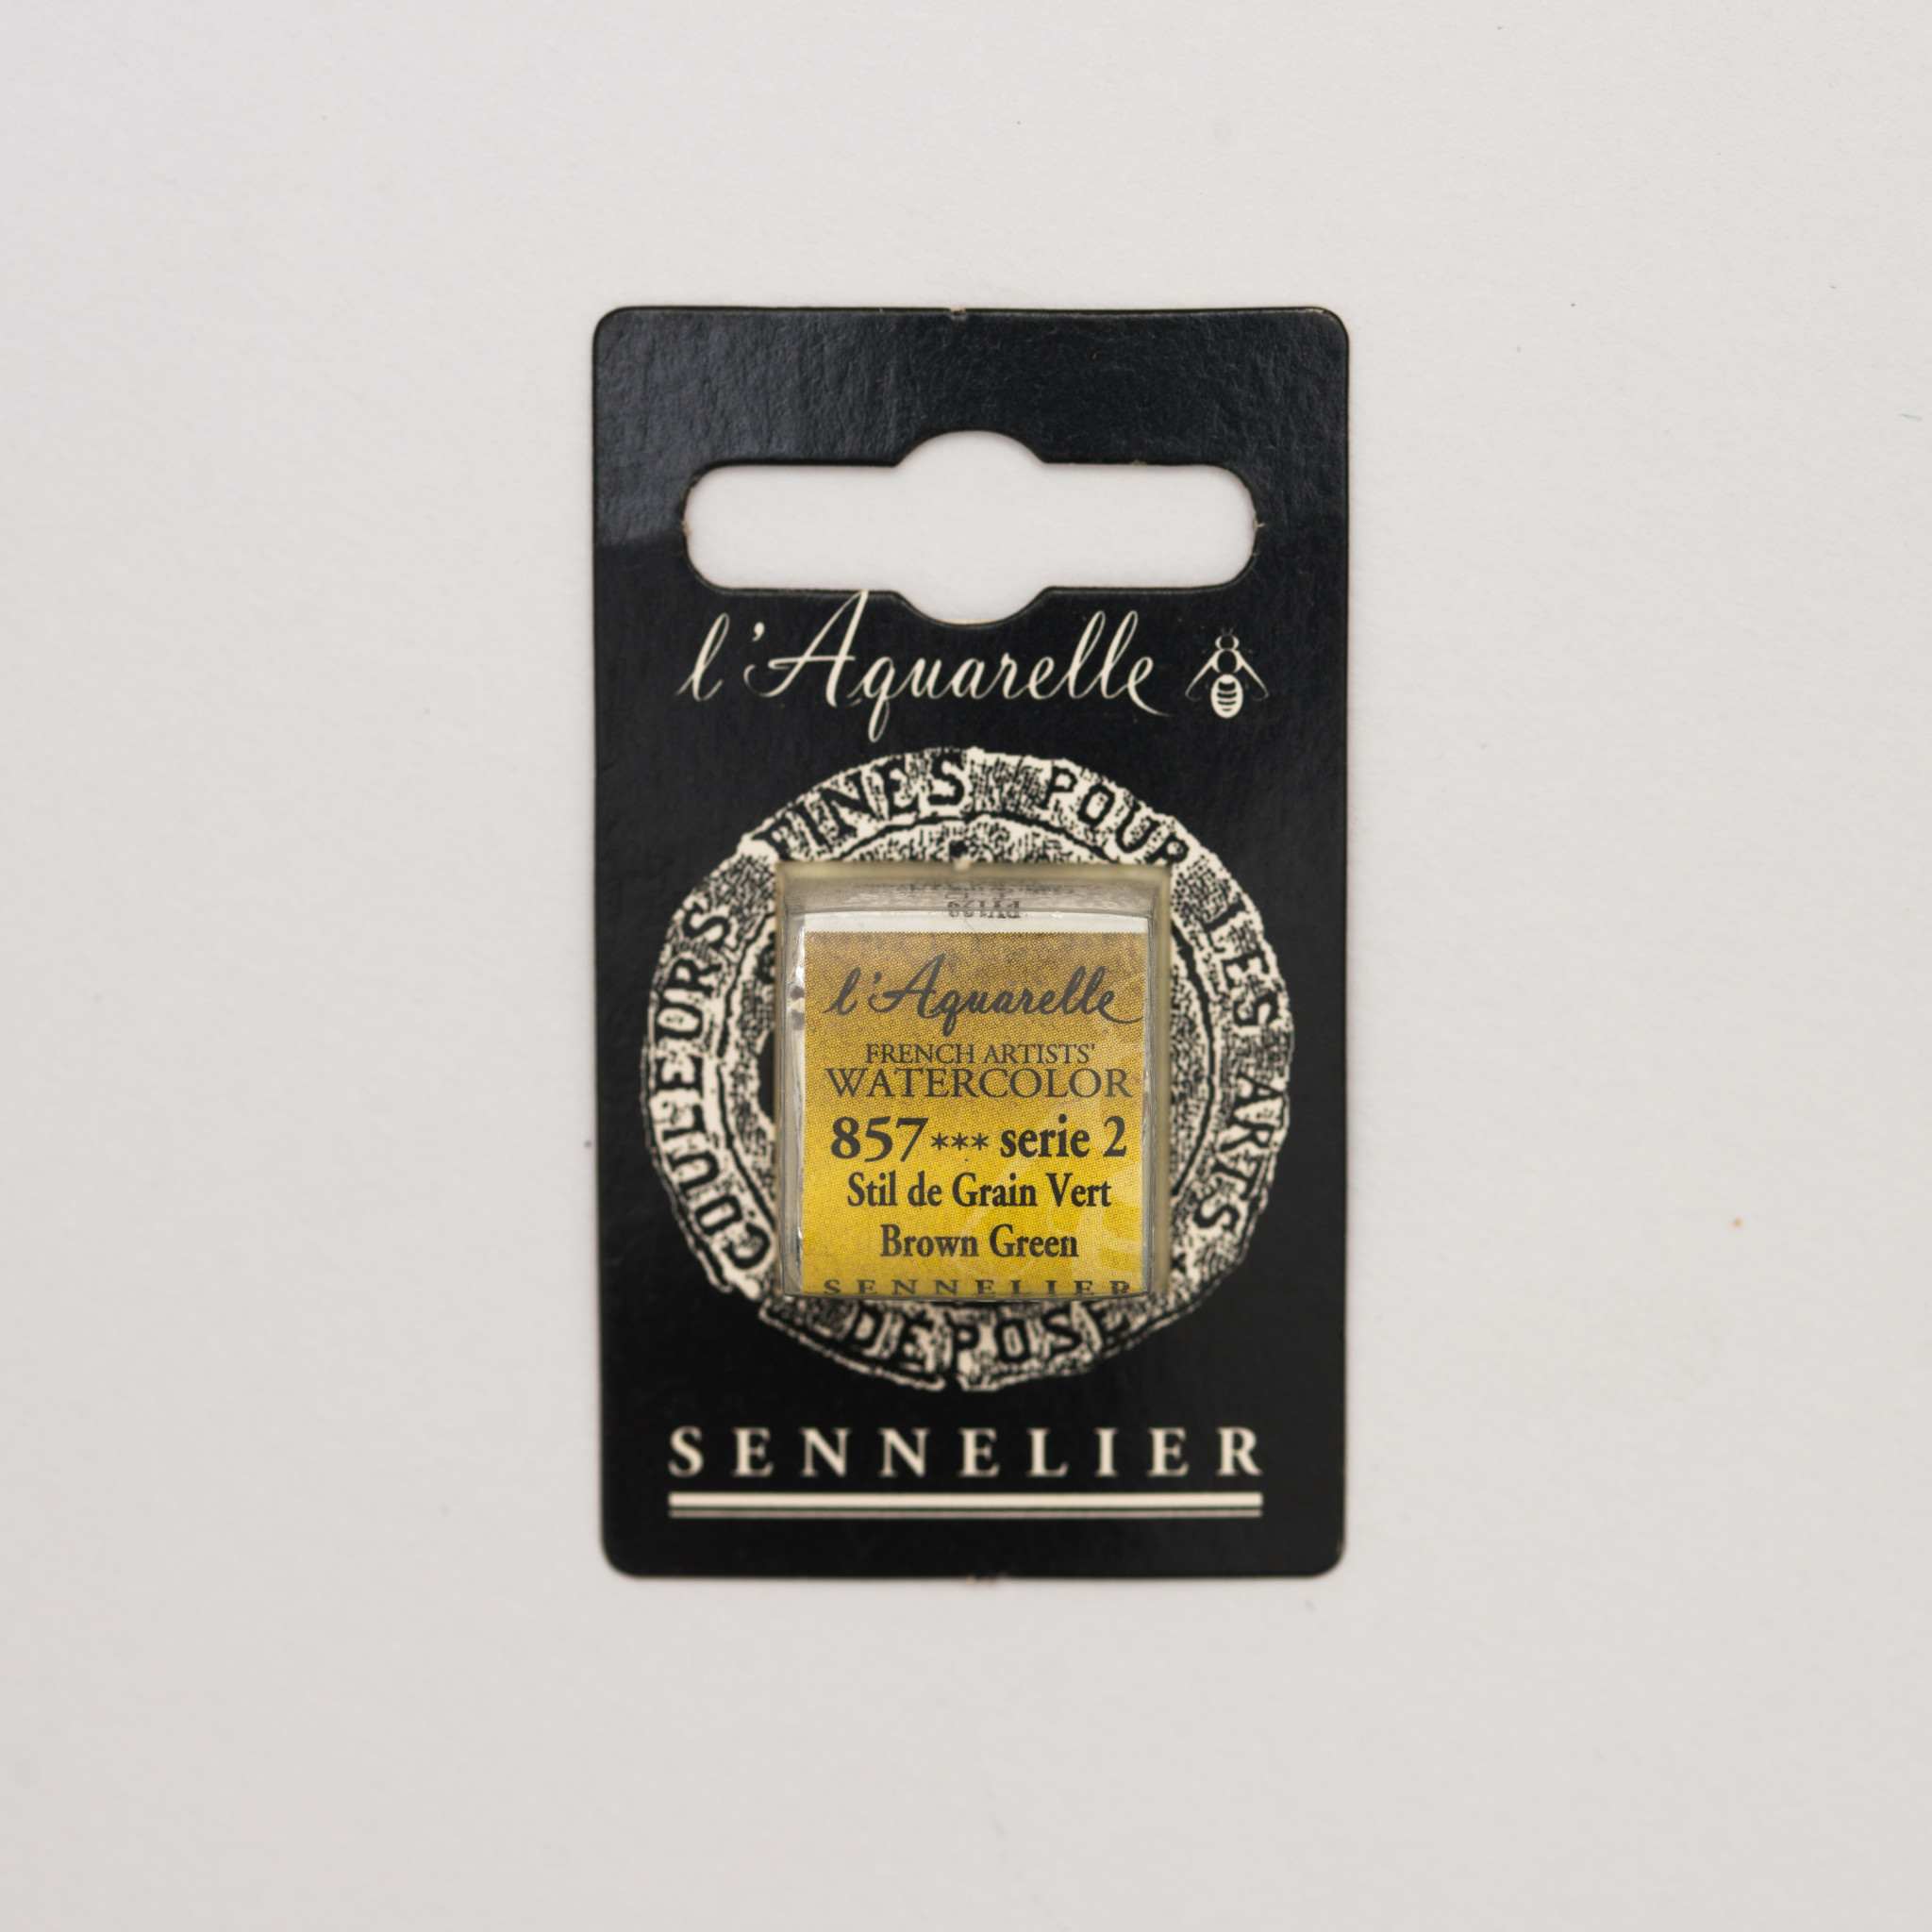 l'Aquarelle
COULEURS FINES POUR LES ARTS
DÉPOSÉ
l'Aquarelle
FRENCH ARTISTS'
WATERCOLOR
857*** serie 2
Stil de Grain Vert
Brown Green
SENNELIER
SENNELIER